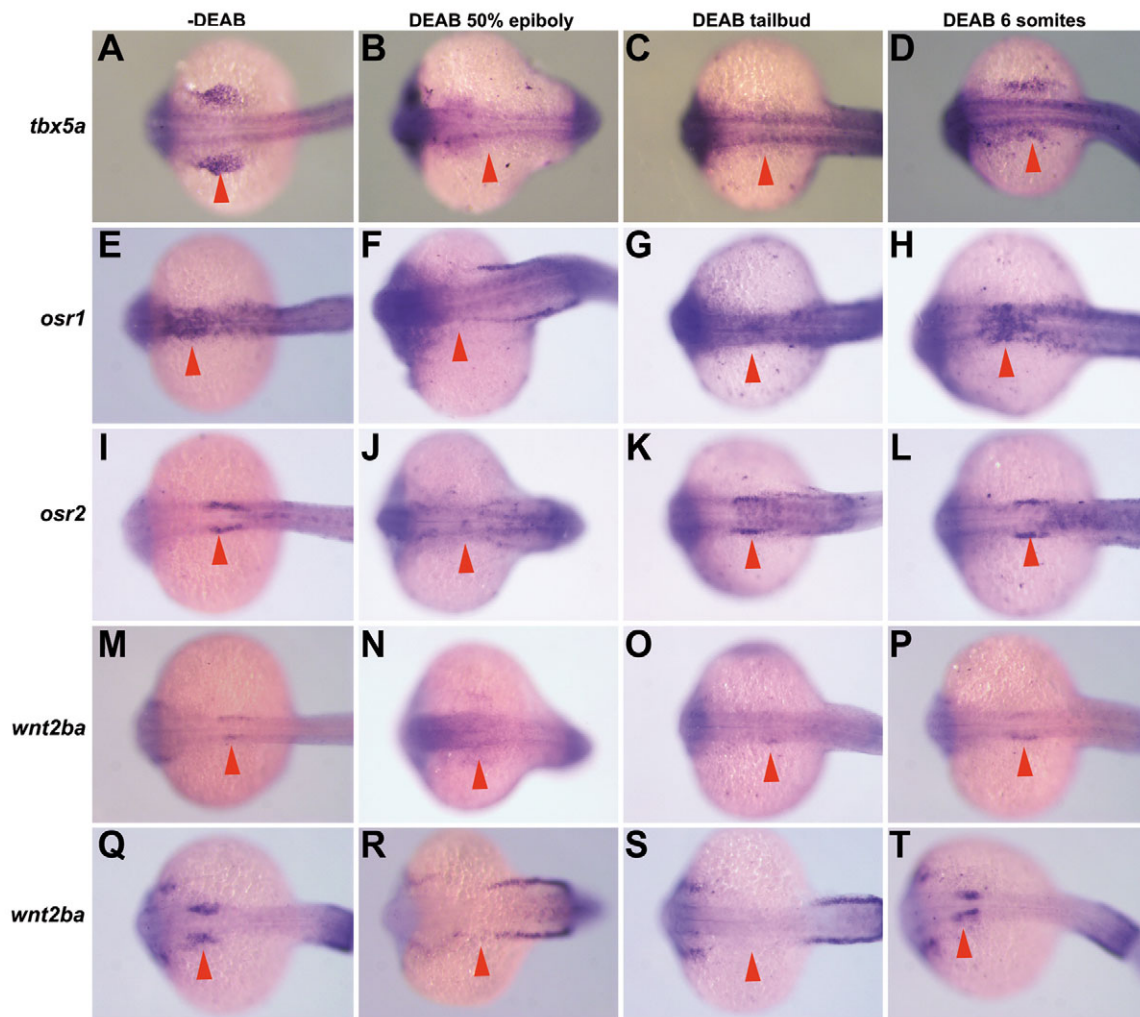 -DEAB DEAB 50% epiboly DEAB tailbud DEAB 6 somites
A B C D
tbx5a
E F G H
osr1
I J K L
osr2
M N O P
wnt2ba
Q R S T
wnt2ba